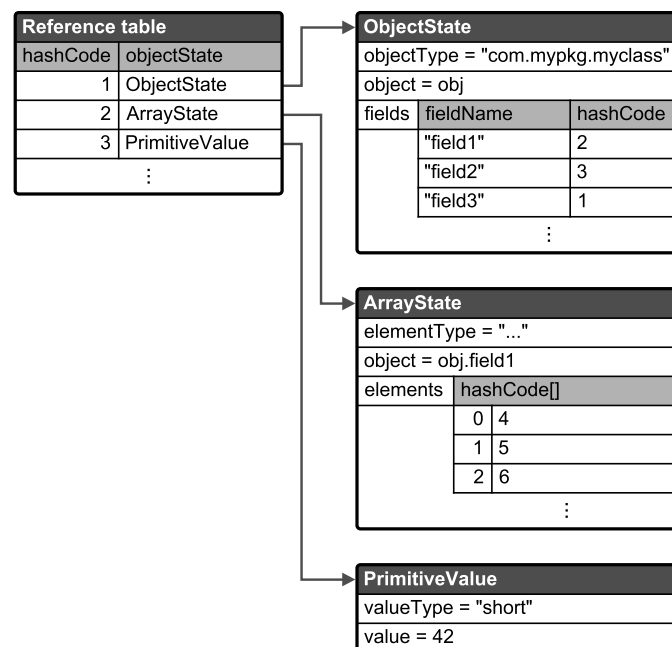 Reference table
hashCode objectState
1 ObjectState
2 ArrayState
3 PrimitiveValue
⋮
ObjectState
objectType = "com.mypkg.myclass"
object = obj
fields fieldName hashCode
"field1" 2
"field2" 3
"field3" 1
⋮
ArrayState
elementType = "..."
object = obj.field1
elements hashCode[]
0 4
1 5
2 6
⋮
PrimitiveValue
valueType = "short"
value = 42